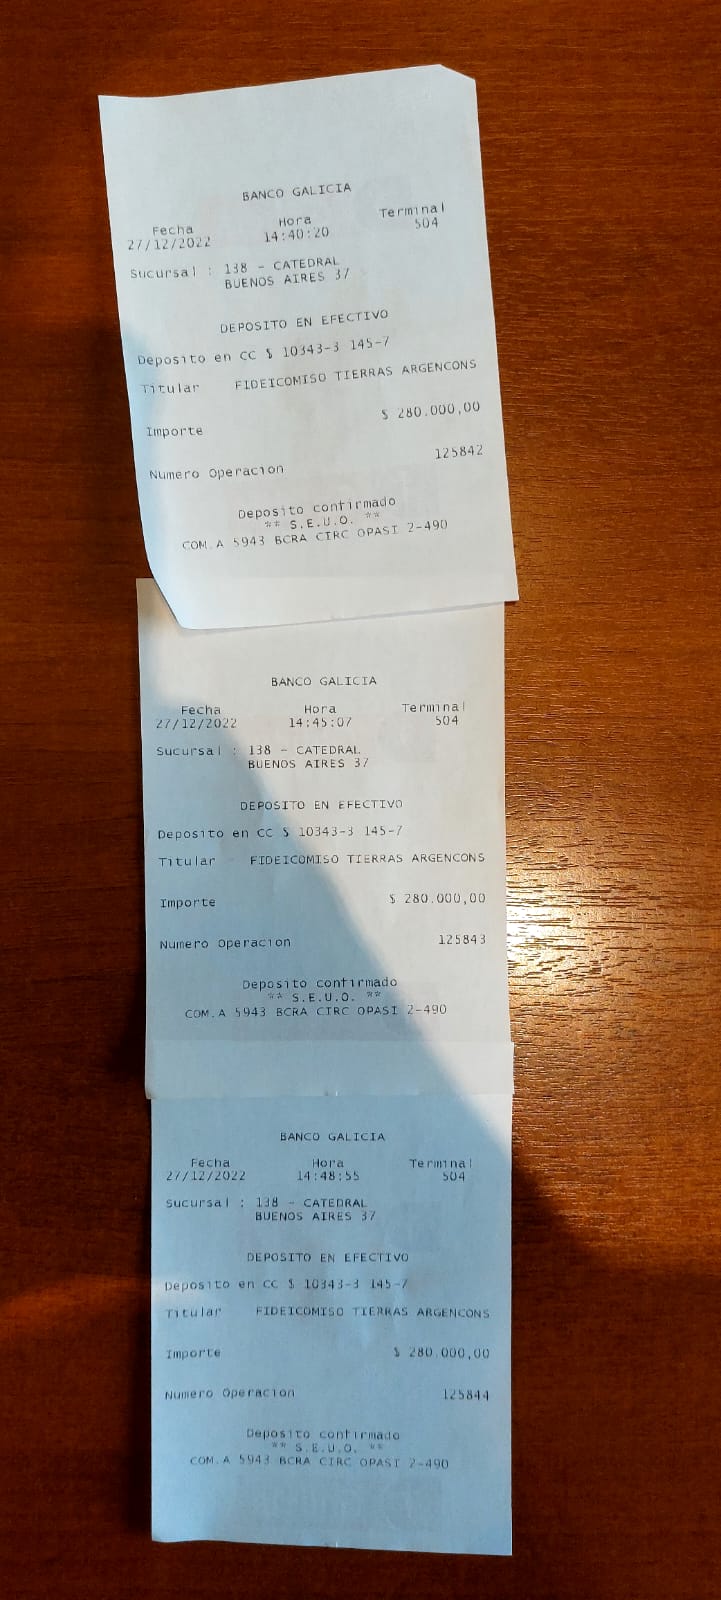 BANCO GALICIA
Fecha Hora Terminal
27/12/2022 14:40:20 504
Sucursal : 138 - CATEDRAL
BUENOS AIRES 37
DEPOSITO EN EFECTIVO
Deposito en CC $ 10343-3 145-7
Titular FIDEICOMISO TIERRAS ARGENCONS
Importe $ 280.000,00
Numero Operacion 125842
Deposito confirmado
** S.E.U.O. **
COM.A 5943 BCRA CIRC OPASI 2-490
BANCO GALICIA
Fecha Hora Terminal
27/12/2022 14:45:07 504
Sucursal : 138 - CATEDRAL
BUENOS AIRES 37
DEPOSITO EN EFECTIVO
Deposito en CC $ 10343-3 145-7
Titular FIDEICOMISO TIERRAS ARGENCONS
Importe $ 280.000,00
Numero Operacion 125843
Deposito confirmado
** S.E.U.O. **
COM.A 5943 BCRA CIRC OPASI 2-490
BANCO GALICIA
Fecha Hora Terminal
27/12/2022 14:48:55 504
Sucursal : 138 - CATEDRAL
BUENOS AIRES 37
DEPOSITO EN EFECTIVO
Deposito en CC $ 10343-3 145-7
Titular FIDEICOMISO TIERRAS ARGENCONS
Importe $ 280.000,00
Numero Operacion 125844
Deposito confirmado
** S.E.U.O. **
COM.A 5943 BCRA CIRC OPASI 2-490